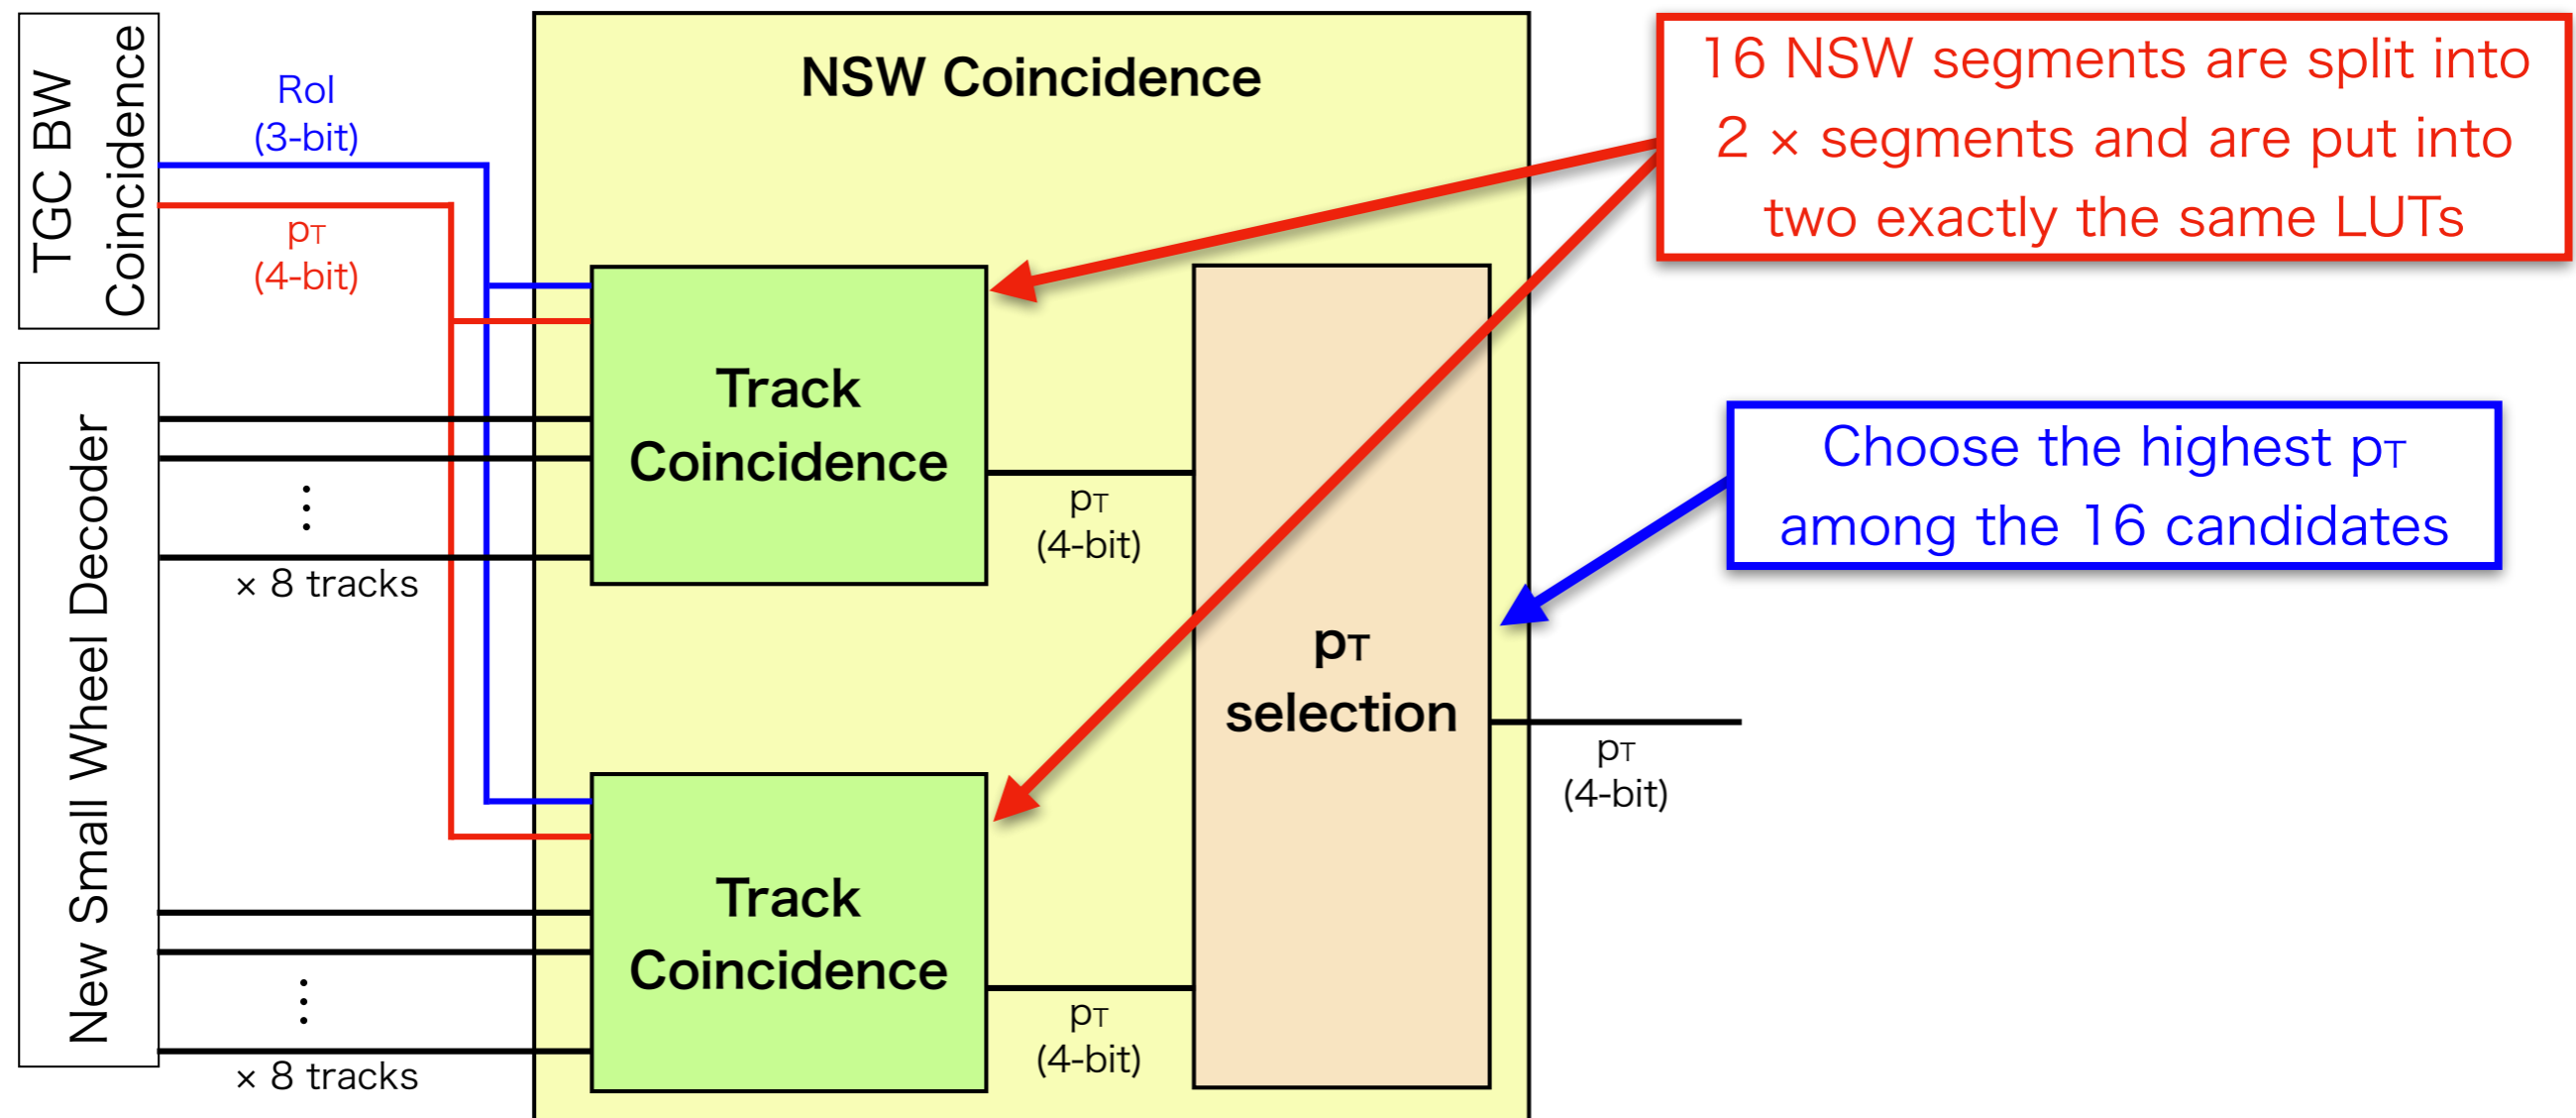 TGC BW
Coincidence
RoI
(3-bit)
pT
(4-bit)
NSW Coincidence
16 NSW segments are split into
2 × segments and are put into
two exactly the same LUTs
New Small Wheel Decoder
Track
Coincidence
⋮
× 8 tracks
pT
(4-bit)
Choose the highest pT
among the 16 candidates
pT
selection
pT
(4-bit)
Track
Coincidence
⋮
× 8 tracks
pT
(4-bit)